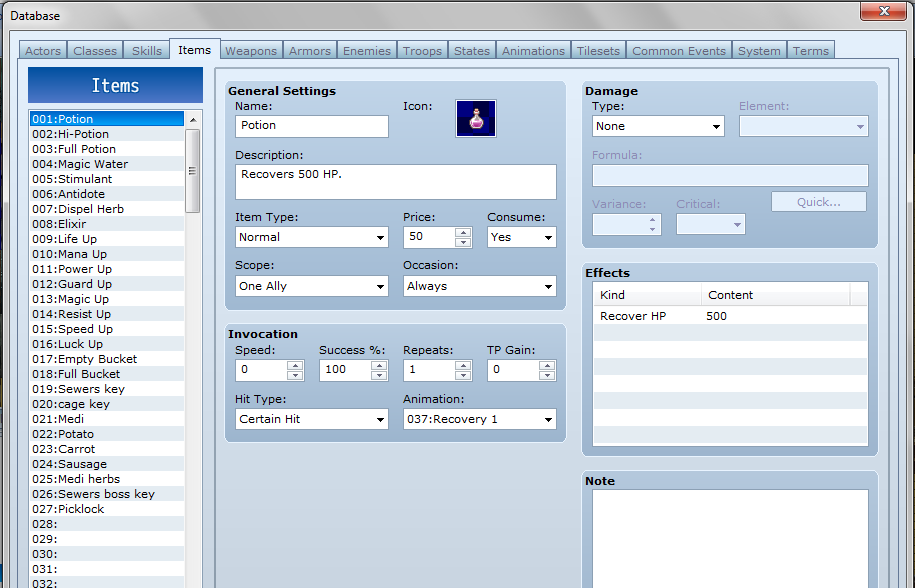 Database
Actors Classes Skills Items Weapons Armors Enemies Troops States Animations Tilesets Common Events System Terms
Items
001:Potion
002:Hi-Potion
003:Full Potion
004:Magic Water
005:Stimulant
006:Antidote
007:Dispel Herb
008:Elixir
009:Life Up
010:Mana Up
011:Power Up
012:Guard Up
013:Magic Up
014:Resist Up
015:Speed Up
016:Luck Up
017:Empty Bucket
018:Full Bucket
019:Sewers key
020:cage key
021:Medi
022:Potato
023:Carrot
024:Sausage
025:Medi herbs
026:Sewers boss key
027:Picklock
028:
029:
030:
031:
032:
General Settings
Name: Icon:
Potion
Description:
Recovers 500 HP.
Item Type: Price: Consume:
Normal 50 Yes
Scope: Occasion:
One Ally Always
Invocation
Speed: Success %: Repeats: TP Gain:
0 100 1 0
Hit Type: Animation:
Certain Hit 037:Recovery 1
Damage
Type: Element:
None
Formula:
Variance: Critical: Quick...
Effects
Kind Content
Recover HP 500
Note